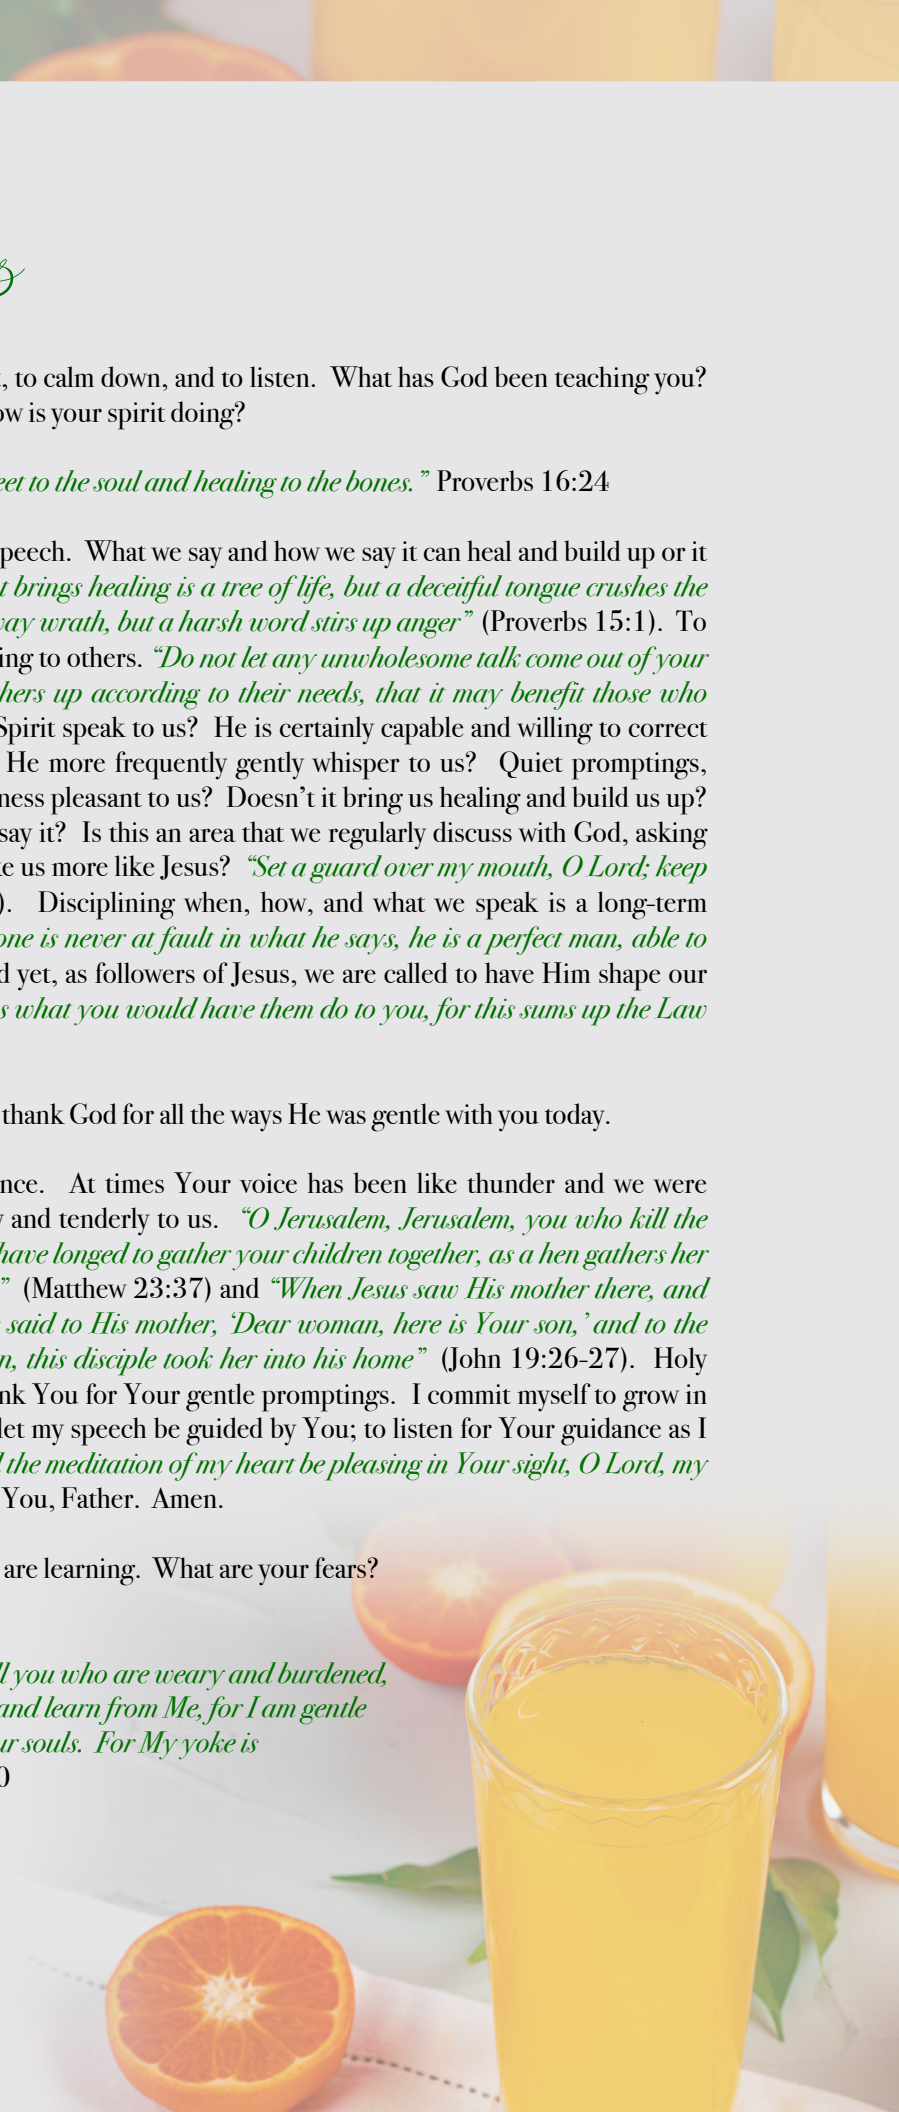 s
, to calm down, and to listen.  What has God been teaching you?
ow is your spirit doing?
eet to the soul and healing to the bones.” Proverbs 16:24
peech.  What we say and how we say it can heal and build up or it
t brings healing is a tree of life, but a deceitful tongue crushes the
way wrath, but a harsh word stirs up anger” (Proverbs 15:1).  To
ing to others. “Do not let any unwholesome talk come out of your
thers up according to their needs, that it may benefit those who
Spirit speak to us?  He is certainly capable and willing to correct
He more frequently gently whisper to us?  Quiet promptings,
ness pleasant to us?  Doesn’t it bring us healing and build us up?
say it?  Is this an area that we regularly discuss with God, asking
ke us more like Jesus?  “Set a guard over my mouth, O Lord; keep
).  Disciplining when, how, and what we speak is a long-term
one is never at fault in what he says, he is a perfect man, able to
d yet, as followers of Jesus, we are called to have Him shape our
s what you would have them do to you, for this sums up the Law
thank God for all the ways He was gentle with you today.
nce.  At times Your voice has been like thunder and we were
y and tenderly to us.  “O Jerusalem, Jerusalem, you who kill the
have longed to gather your children together, as a hen gathers her
” (Matthew 23:37) and “When Jesus saw His mother there, and
said to His mother, ‘Dear woman, here is Your son,’ and to the
n, this disciple took her into his home” (John 19:26-27).  Holy
nk You for Your gentle promptings.  I commit myself to grow in
let my speech be guided by You; to listen for Your guidance as I
d the meditation of my heart be pleasing in Your sight, O Lord, my
You, Father.  Amen.
are learning.  What are your fears?
ll you who are weary and burdened,
and learn from Me, for I am gentle
ur souls.  For My yoke is
0